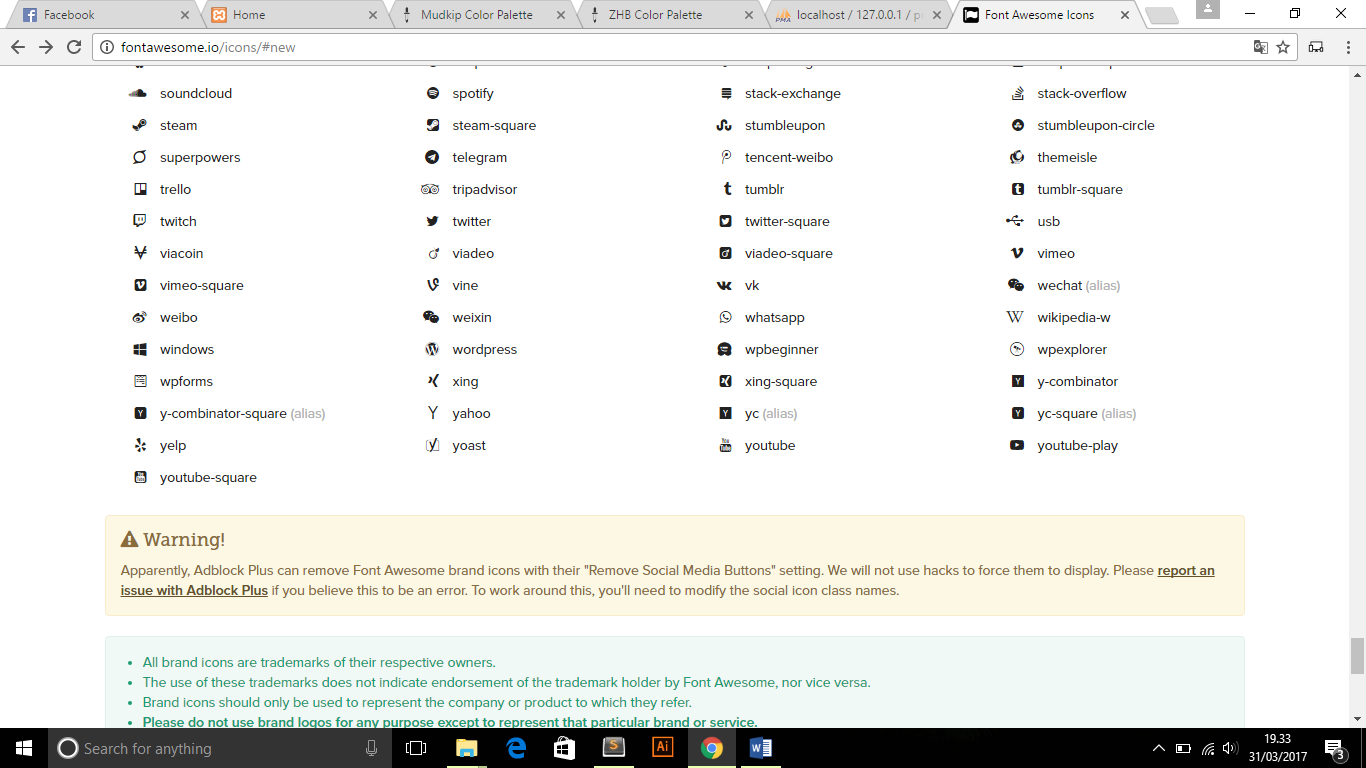 Facebook Home Mudkip Color Palette ZHB Color Palette localhost / 127.0.0.1 / p Font Awesome Icons
fontawesome.io/icons/#new
soundcloud spotify stack-exchange stack-overflow
steam steam-square stumbleupon stumbleupon-circle
superpowers telegram tencent-weibo themeisle
trello tripadvisor tumblr tumblr-square
twitch twitter twitter-square usb
viacoin viadeo viadeo-square vimeo
vimeo-square vine vk wechat (alias)
weibo weixin whatsapp wikipedia-w
windows wordpress wpbeginner wpexplorer
wpforms xing xing-square y-combinator
y-combinator-square (alias) yahoo yc (alias) yc-square (alias)
yelp yoast youtube youtube-play
youtube-square
Warning!
Apparently, Adblock Plus can remove Font Awesome brand icons with their "Remove Social Media Buttons" setting. We will not use hacks to force them to display. Please report an
issue with Adblock Plus if you believe this to be an error. To work around this, you'll need to modify the social icon class names.
• All brand icons are trademarks of their respective owners.
• The use of these trademarks does not indicate endorsement of the trademark holder by Font Awesome, nor vice versa.
• Brand icons should only be used to represent the company or product to which they refer.
• Please do not use brand logos for any purpose except to represent that particular brand or service.
Search for anything
19.33
31/03/2017
3